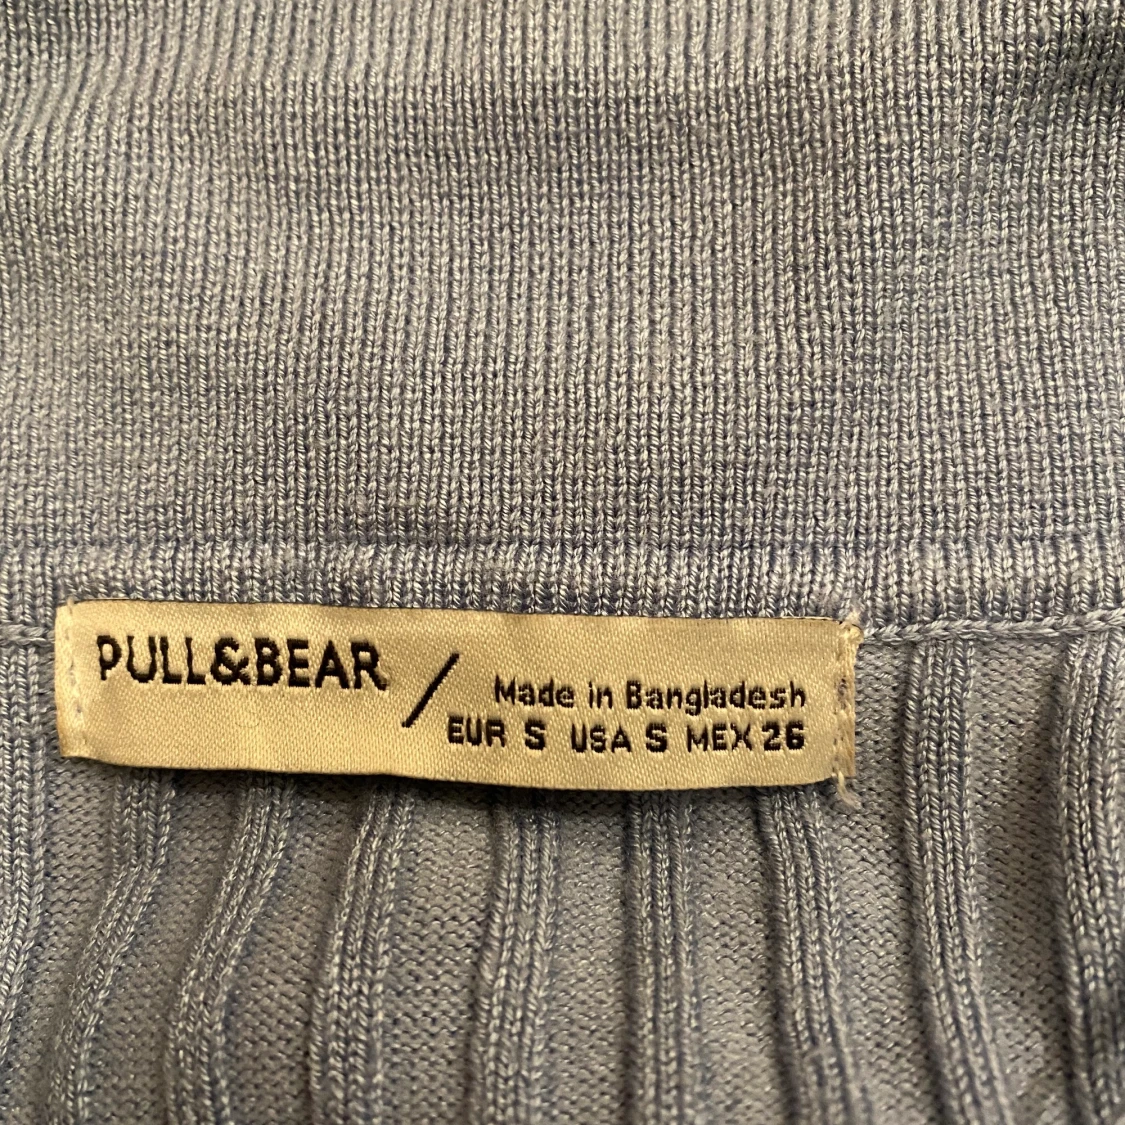 PULL&BEAR /
Made in Bangladesh
EUR S USA S MEX 26